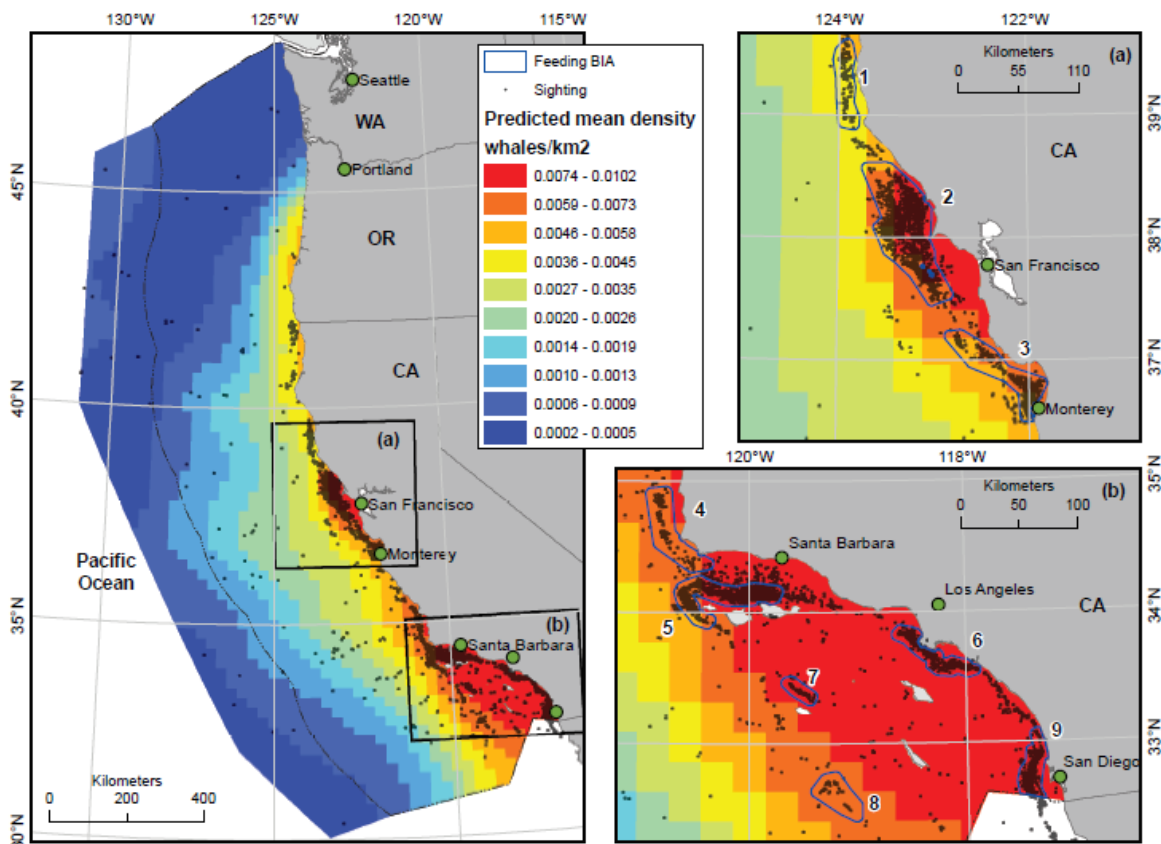 130°W 125°W 120°W 115°W
Seattle
WA
Portland
45°N
OR
CA
40°N
(a)
San Francisco
Monterey
Pacific
Ocean
35°N
(b)
Santa Barbara
Kilometers
0 200 400
30°N
Feeding BIA
Sighting
Predicted mean density
whales/km2
0.0074 - 0.0102
0.0059 - 0.0073
0.0046 - 0.0058
0.0036 - 0.0045
0.0027 - 0.0035
0.0020 - 0.0026
0.0014 - 0.0019
0.0010 - 0.0013
0.0006 - 0.0009
0.0002 - 0.0005
124°W 122°W
Kilometers (a)
0 55 110
1
39°N
CA
2
38°N
San Francisco
3
37°N
Monterey
120°W 118°W
35°N
Kilometers (b)
0 50 100
4
Santa Barbara
Los Angeles
34°N
CA
5
6
7
9
33°N
San Diego
8